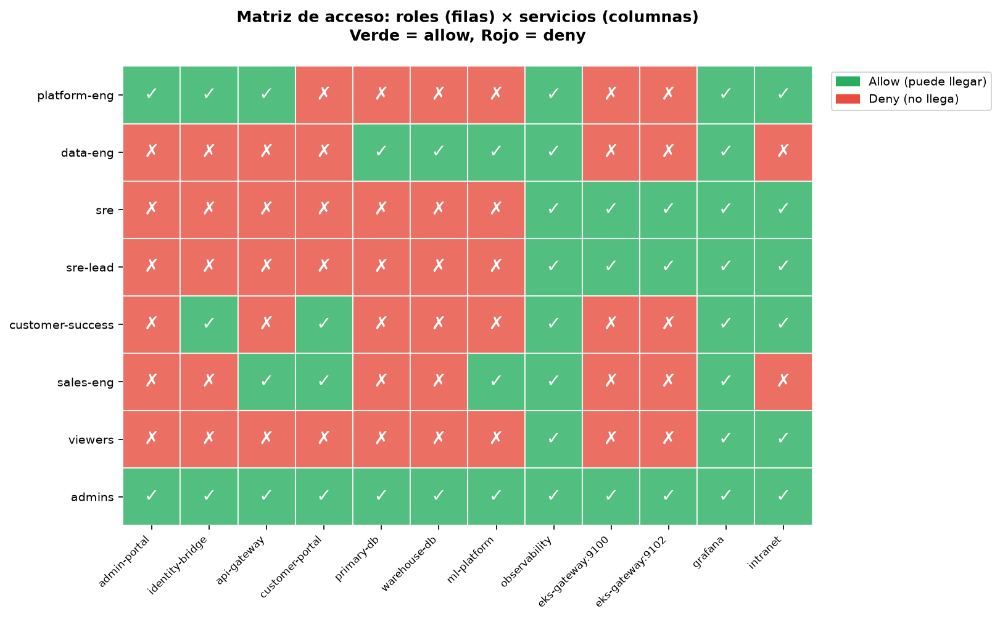 Matriz de acceso: roles (filas) × servicios (columnas)
Verde = allow, Rojo = deny
Allow (puede llegar)
Deny (no llega)
platform-eng ✓ ✓ ✓ ✗ ✗ ✗ ✗ ✓ ✗ ✗ ✓ ✓
data-eng ✗ ✗ ✗ ✗ ✓ ✓ ✓ ✓ ✗ ✗ ✓ ✗
sre ✗ ✗ ✗ ✗ ✗ ✗ ✗ ✓ ✓ ✓ ✓ ✓
sre-lead ✗ ✗ ✗ ✗ ✗ ✗ ✗ ✓ ✓ ✓ ✓ ✓
customer-success ✗ ✓ ✗ ✓ ✗ ✗ ✗ ✓ ✗ ✗ ✓ ✓
sales-eng ✗ ✗ ✓ ✓ ✗ ✗ ✓ ✓ ✗ ✗ ✓ ✗
viewers ✗ ✗ ✗ ✗ ✗ ✗ ✗ ✓ ✗ ✗ ✓ ✓
admins ✓ ✓ ✓ ✓ ✓ ✓ ✓ ✓ ✓ ✓ ✓ ✓
admin-portal
identity-bridge
api-gateway
customer-portal
primary-db
warehouse-db
ml-platform
observability
eks-gateway:9100
eks-gateway:9102
grafana
intranet